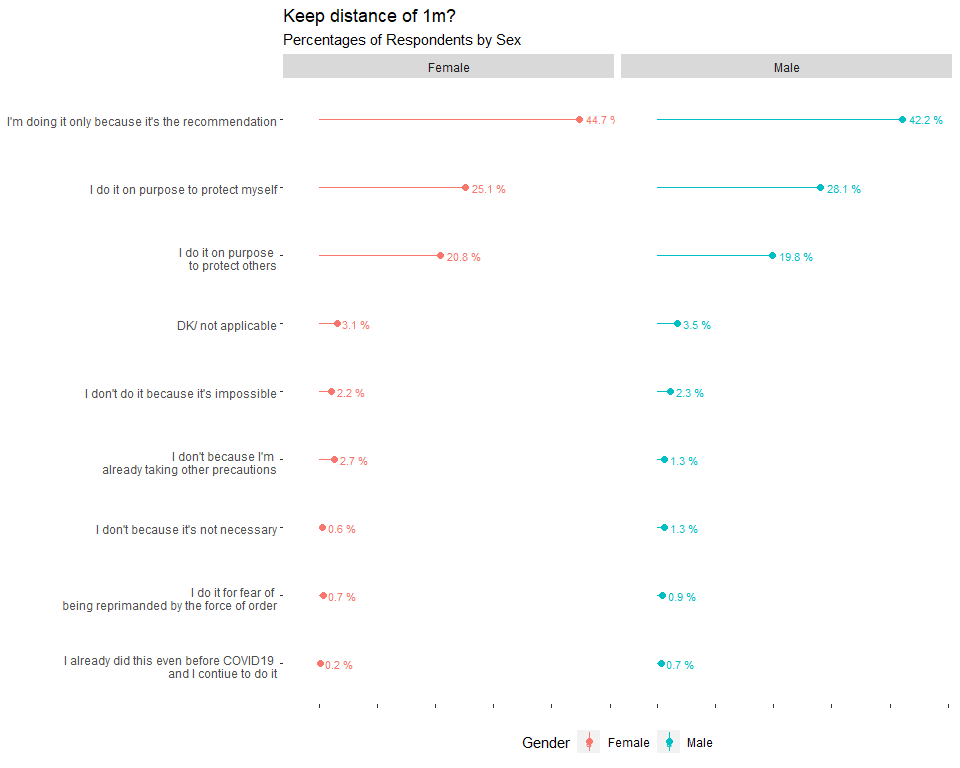 Keep distance of 1m?
Percentages of Respondents by Sex
Female
Male
I'm doing it only because it's the recommendation
44.7 %
42.2 %
I do it on purpose to protect myself
25.1 %
28.1 %
I do it on purpose
to protect others
20.8 %
19.8 %
DK/ not applicable
3.1 %
3.5 %
I don't do it because it's impossible
2.2 %
2.3 %
I don't because I'm
already taking other precautions
2.7 %
1.3 %
I don't because it's not necessary
0.6 %
1.3 %
I do it for fear of
being reprimanded by the force of order
0.7 %
0.9 %
I already did this even before COVID19
and I contiue to do it
0.2 %
0.7 %
Gender
Female
Male